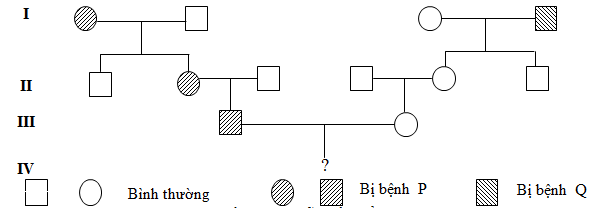 I
II
III
IV
?
Bình thường
Bị bệnh P
Bị bệnh Q